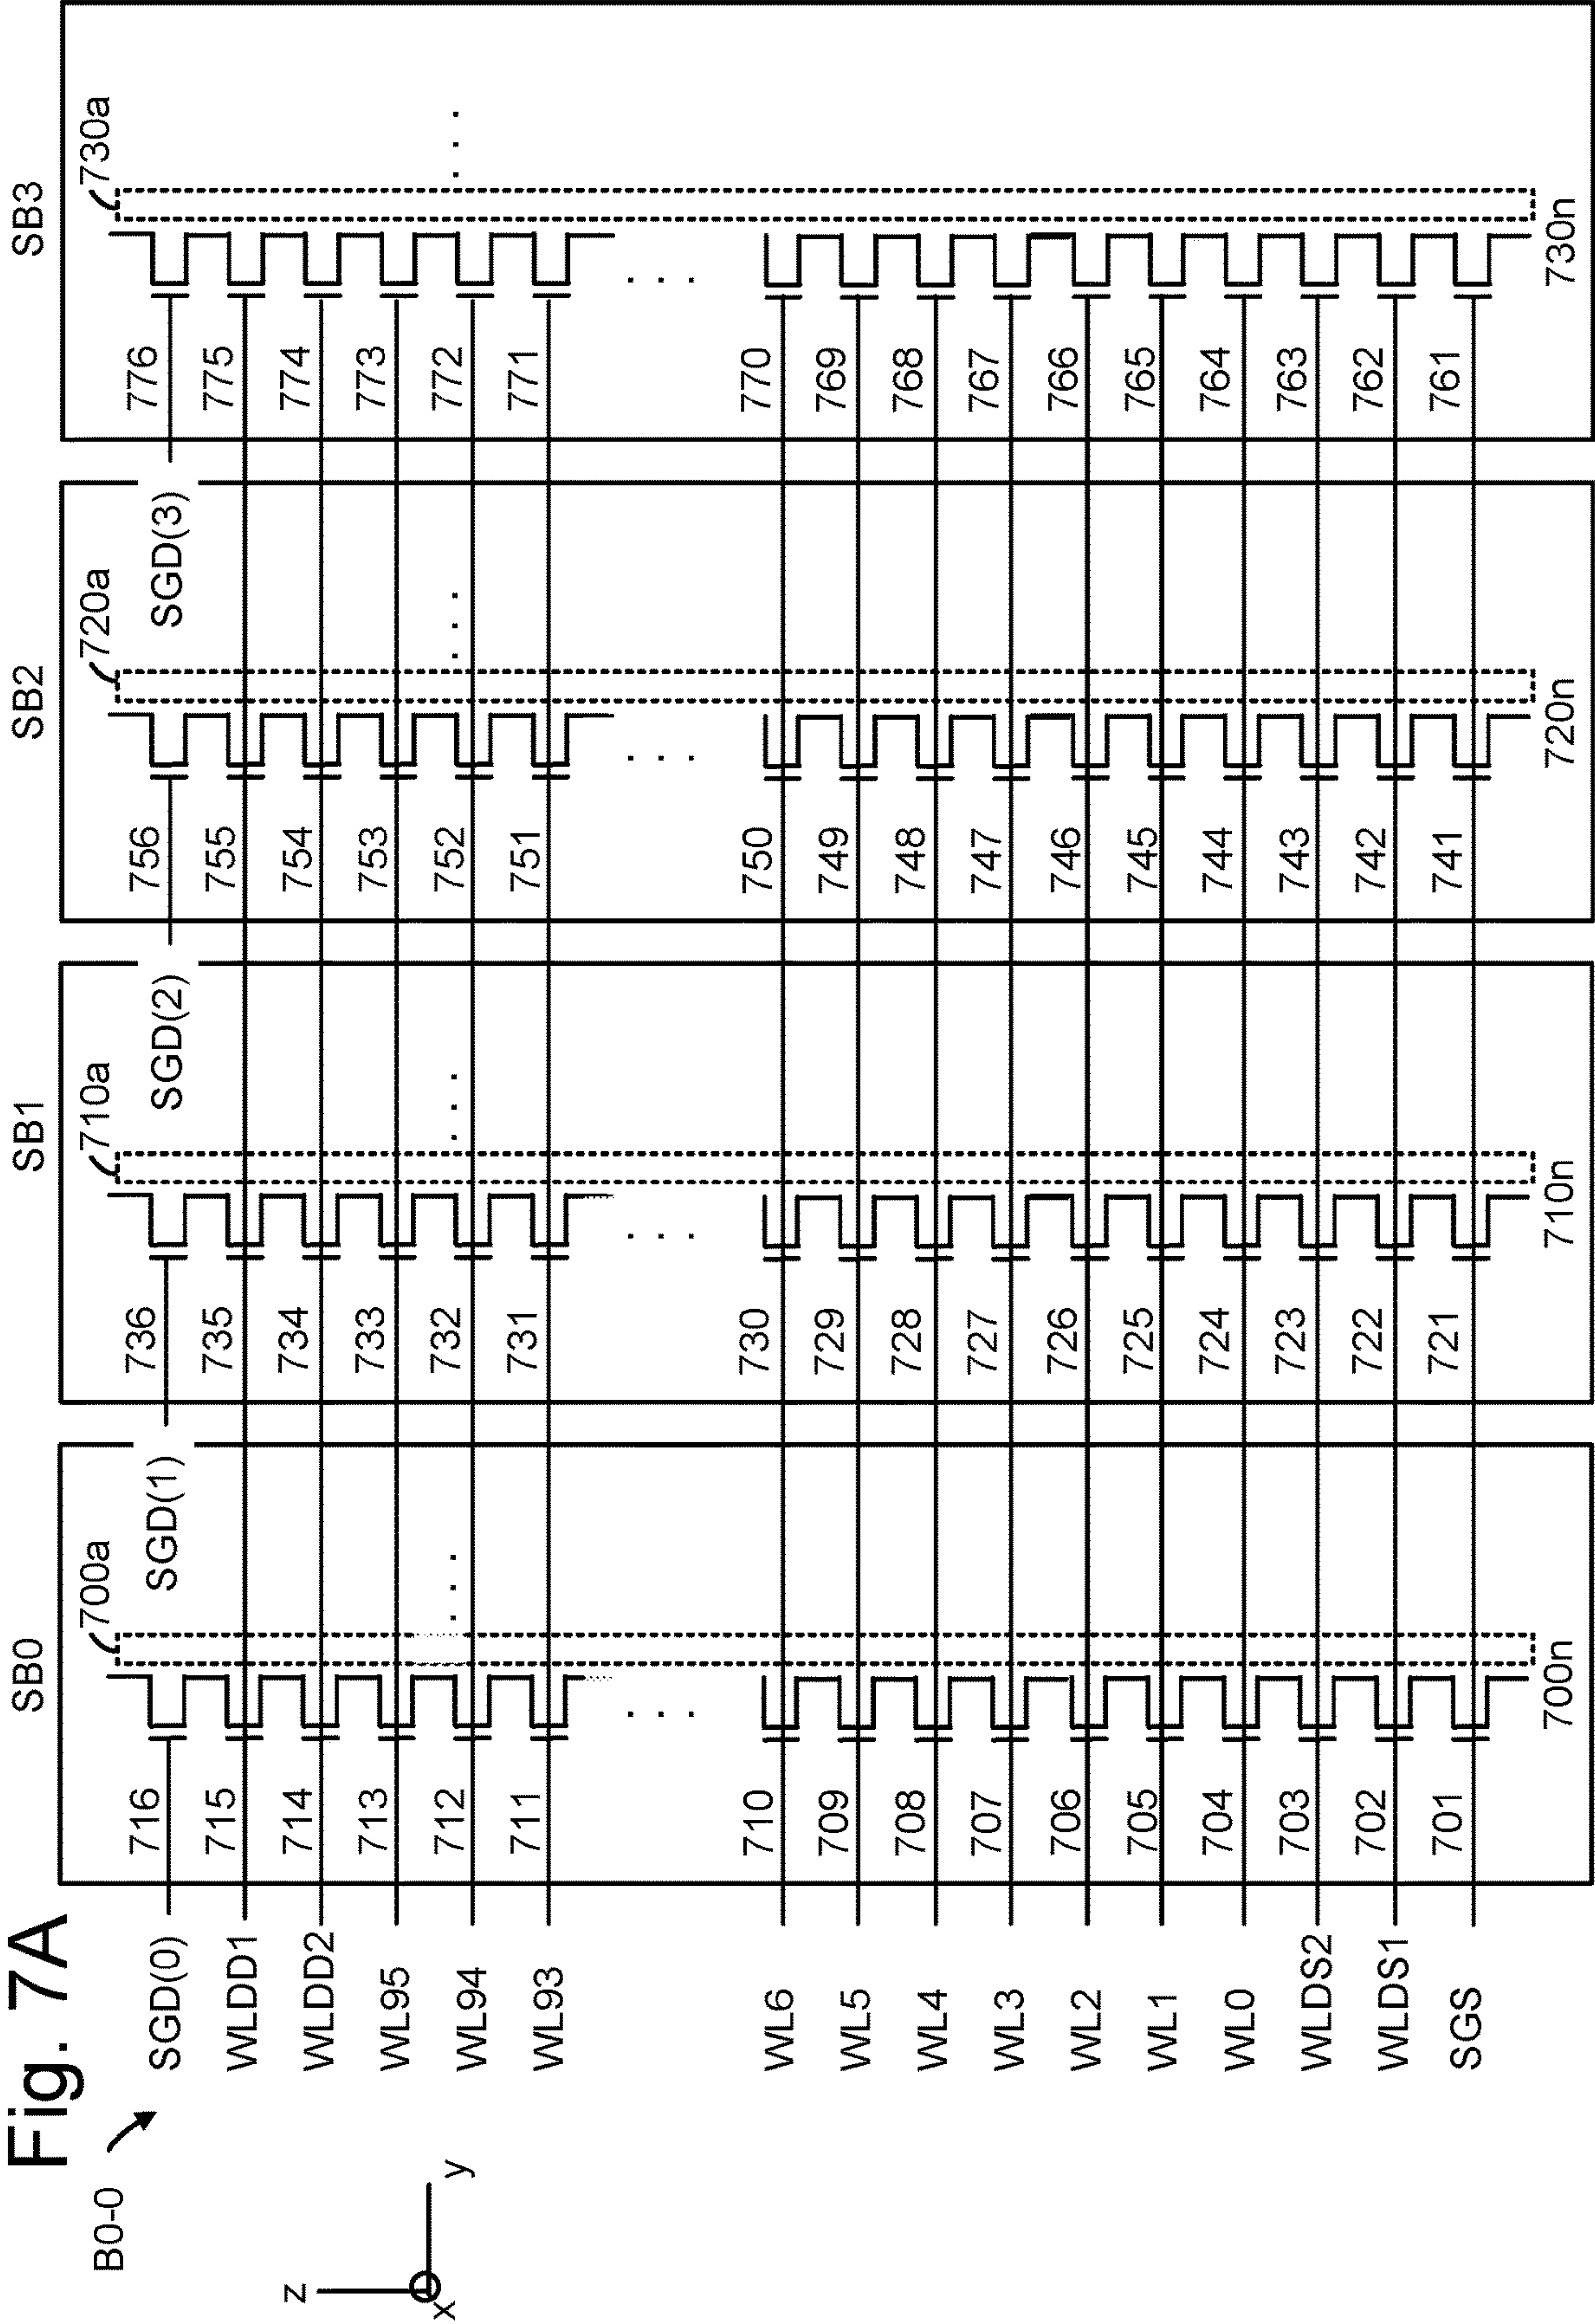 Fig. 7A
B0-0
z
x
y
SB0
SB1
SB2
SB3
700a
710a
720a
730a
SGD(0)
716
SGD(1)
736
SGD(2)
756
SGD(3)
776
WLDD1
715
735
755
775
WLDD2
714
734
754
774
WL95
713
733
753
773
WL94
712
732
752
772
WL93
711
731
751
771
WL6
710
730
750
770
WL5
709
729
749
769
WL4
708
728
748
768
WL3
707
727
747
767
WL2
706
726
746
766
WL1
705
725
745
765
WL0
704
724
744
764
WLDS2
703
723
743
763
WLDS1
702
722
742
762
SGS
701
721
741
761
700n
710n
720n
730n